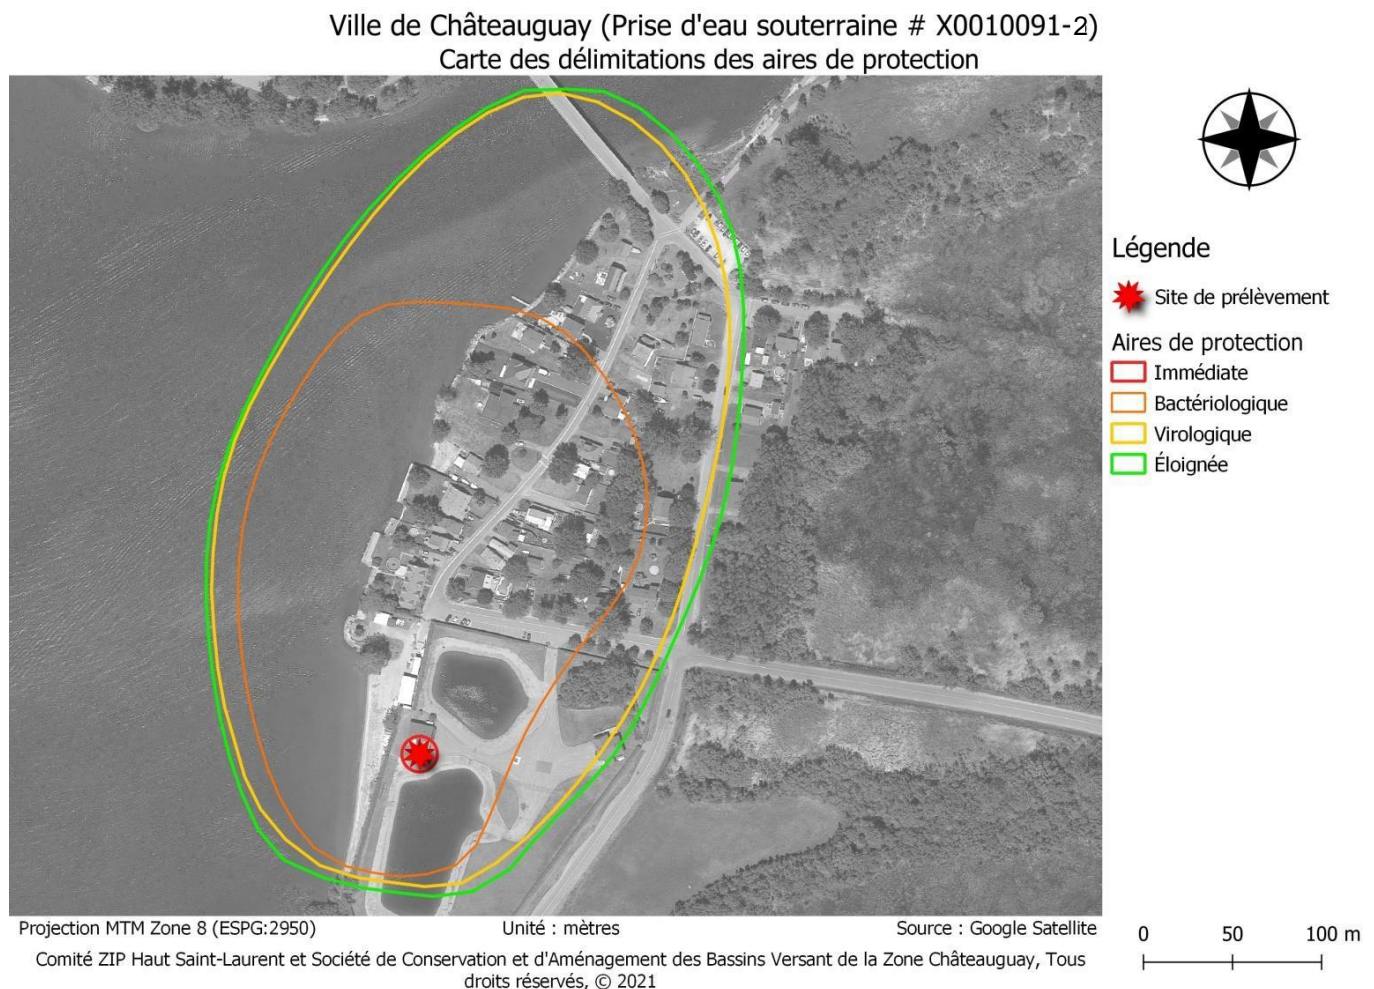 Ville de Châteauguay (Prise d'eau souterraine # X0010091-2)
Carte des délimitations des aires de protection
Légende
Site de prélèvement
Aires de protection
Immédiate
Bactériologique
Virologique
Éloignée
Projection MTM Zone 8 (ESPG:2950)
Unité : mètres
Source : Google Satellite
0 50 100 m
Comité ZIP Haut Saint-Laurent et Société de Conservation et d'Aménagement des Bassins Versant de la Zone Châteauguay, Tous
droits réservés, © 2021